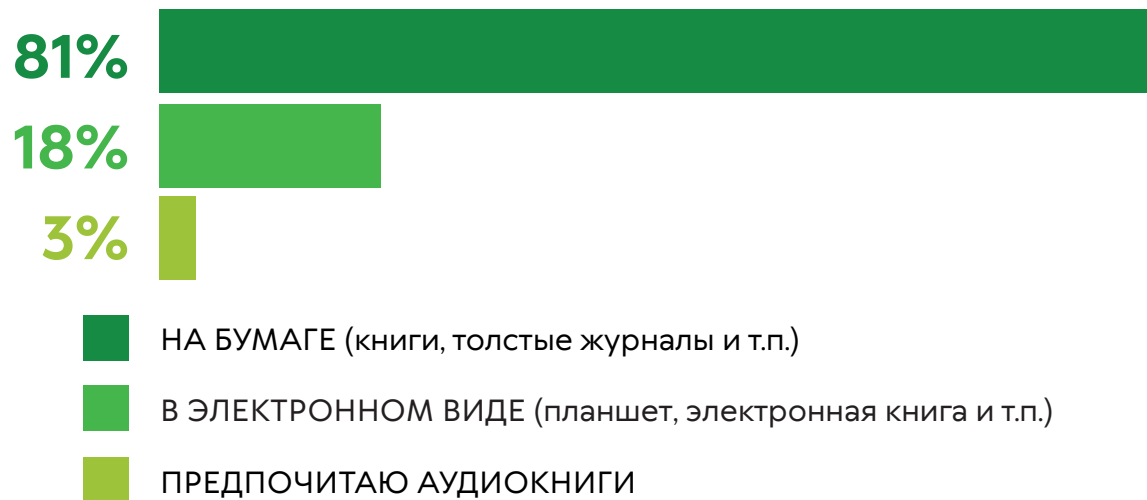 81%
18%
3%
НА БУМАГЕ (книги, толстые журналы и т.п.)
В ЭЛЕКТРОННОМ ВИДЕ (планшет, электронная книга и т.п.)
ПРЕДПОЧИТАЮ АУДИОКНИГИ